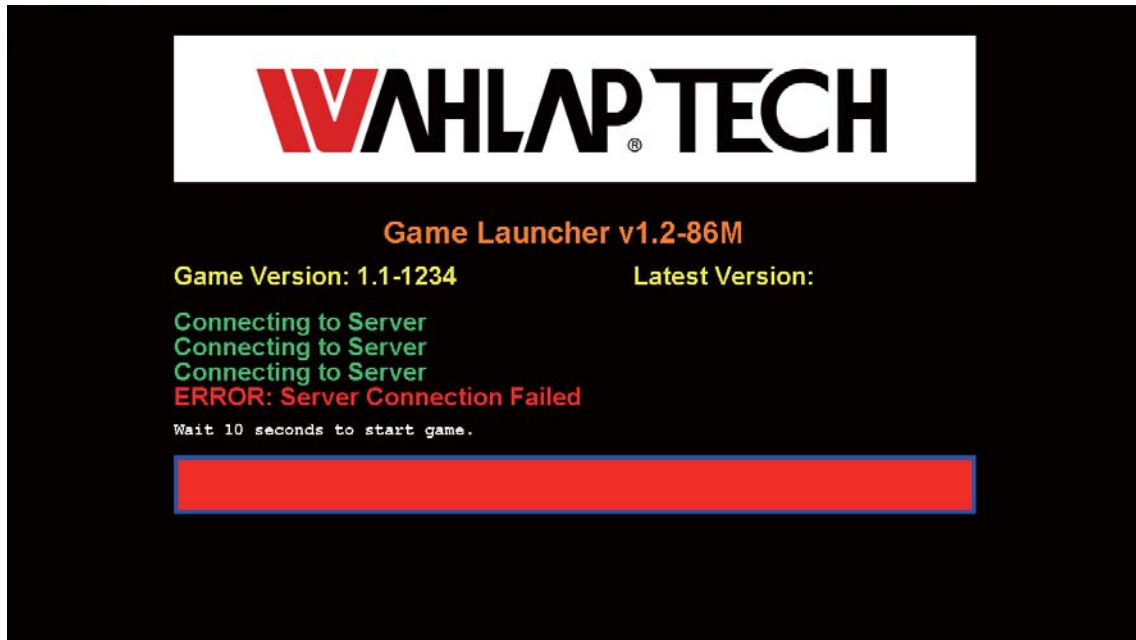 WAHLAP® TECH
Game Launcher v1.2-86M
Game Version: 1.1-1234 Latest Version:
Connecting to Server
Connecting to Server
Connecting to Server
ERROR: Server Connection Failed
Wait 10 seconds to start game.